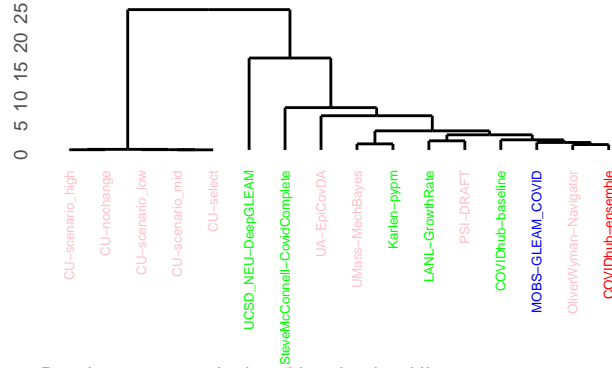 25
20
15
10
5
0
CU-scenario_high
CU-nochange
CU-scenario_low
CU-scenario_mid
CU-select
UCSD_NEU-DeepGLEAM
SteveMcConnell-CovidComplete
UA-EpiCovDA
UMass-MechBayes
Karlen-pypm
LANL-GrowthRate
PSI-DRAFT
COVIDhub-baseline
MOBS-GLEAM_COVID
OliverWyman-Navigator
COVIDhub-ensemble